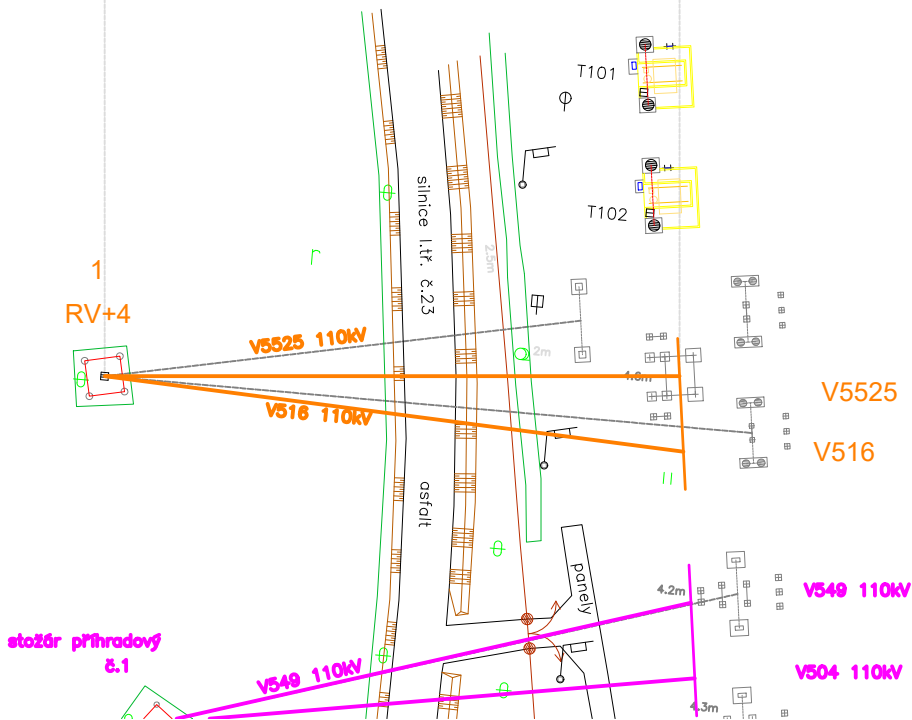 T101
T102
silnice I.tř. č.23
2.5m
1
RV+4
V5525 110kV
2m
4.8m
V5525
V516 110kV
V516
asfalt
panely
4.2m
V549 110kV
stožár příhradový
č.1
V549 110kV
V504 110kV
4.3m